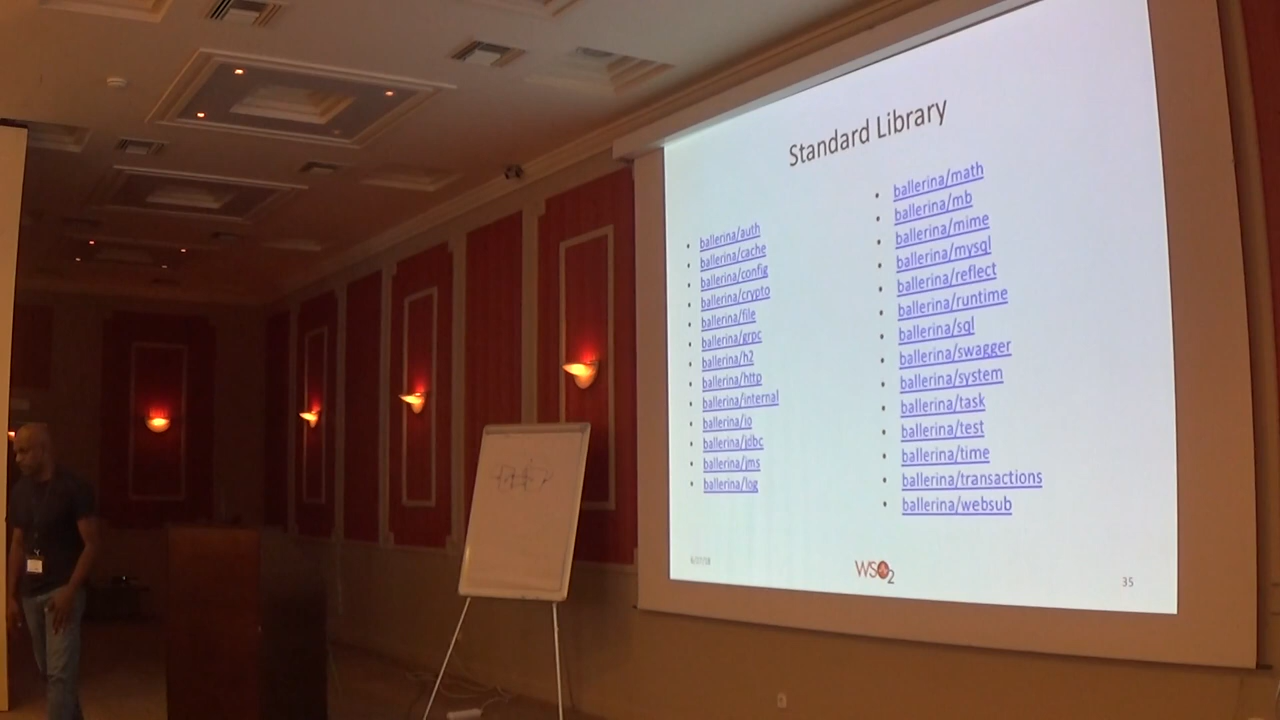 Standard Library
ballerina/auth
ballerina/cache
ballerina/config
ballerina/crypto
ballerina/file
ballerina/grpc
ballerina/h2
ballerina/http
ballerina/internal
ballerina/io
ballerina/jdbc
ballerina/jms
ballerina/log
ballerina/math
ballerina/mb
ballerina/mime
ballerina/mysql
ballerina/reflect
ballerina/runtime
ballerina/sql
ballerina/swagger
ballerina/system
ballerina/task
ballerina/test
ballerina/time
ballerina/transactions
ballerina/websub
WSO2
35